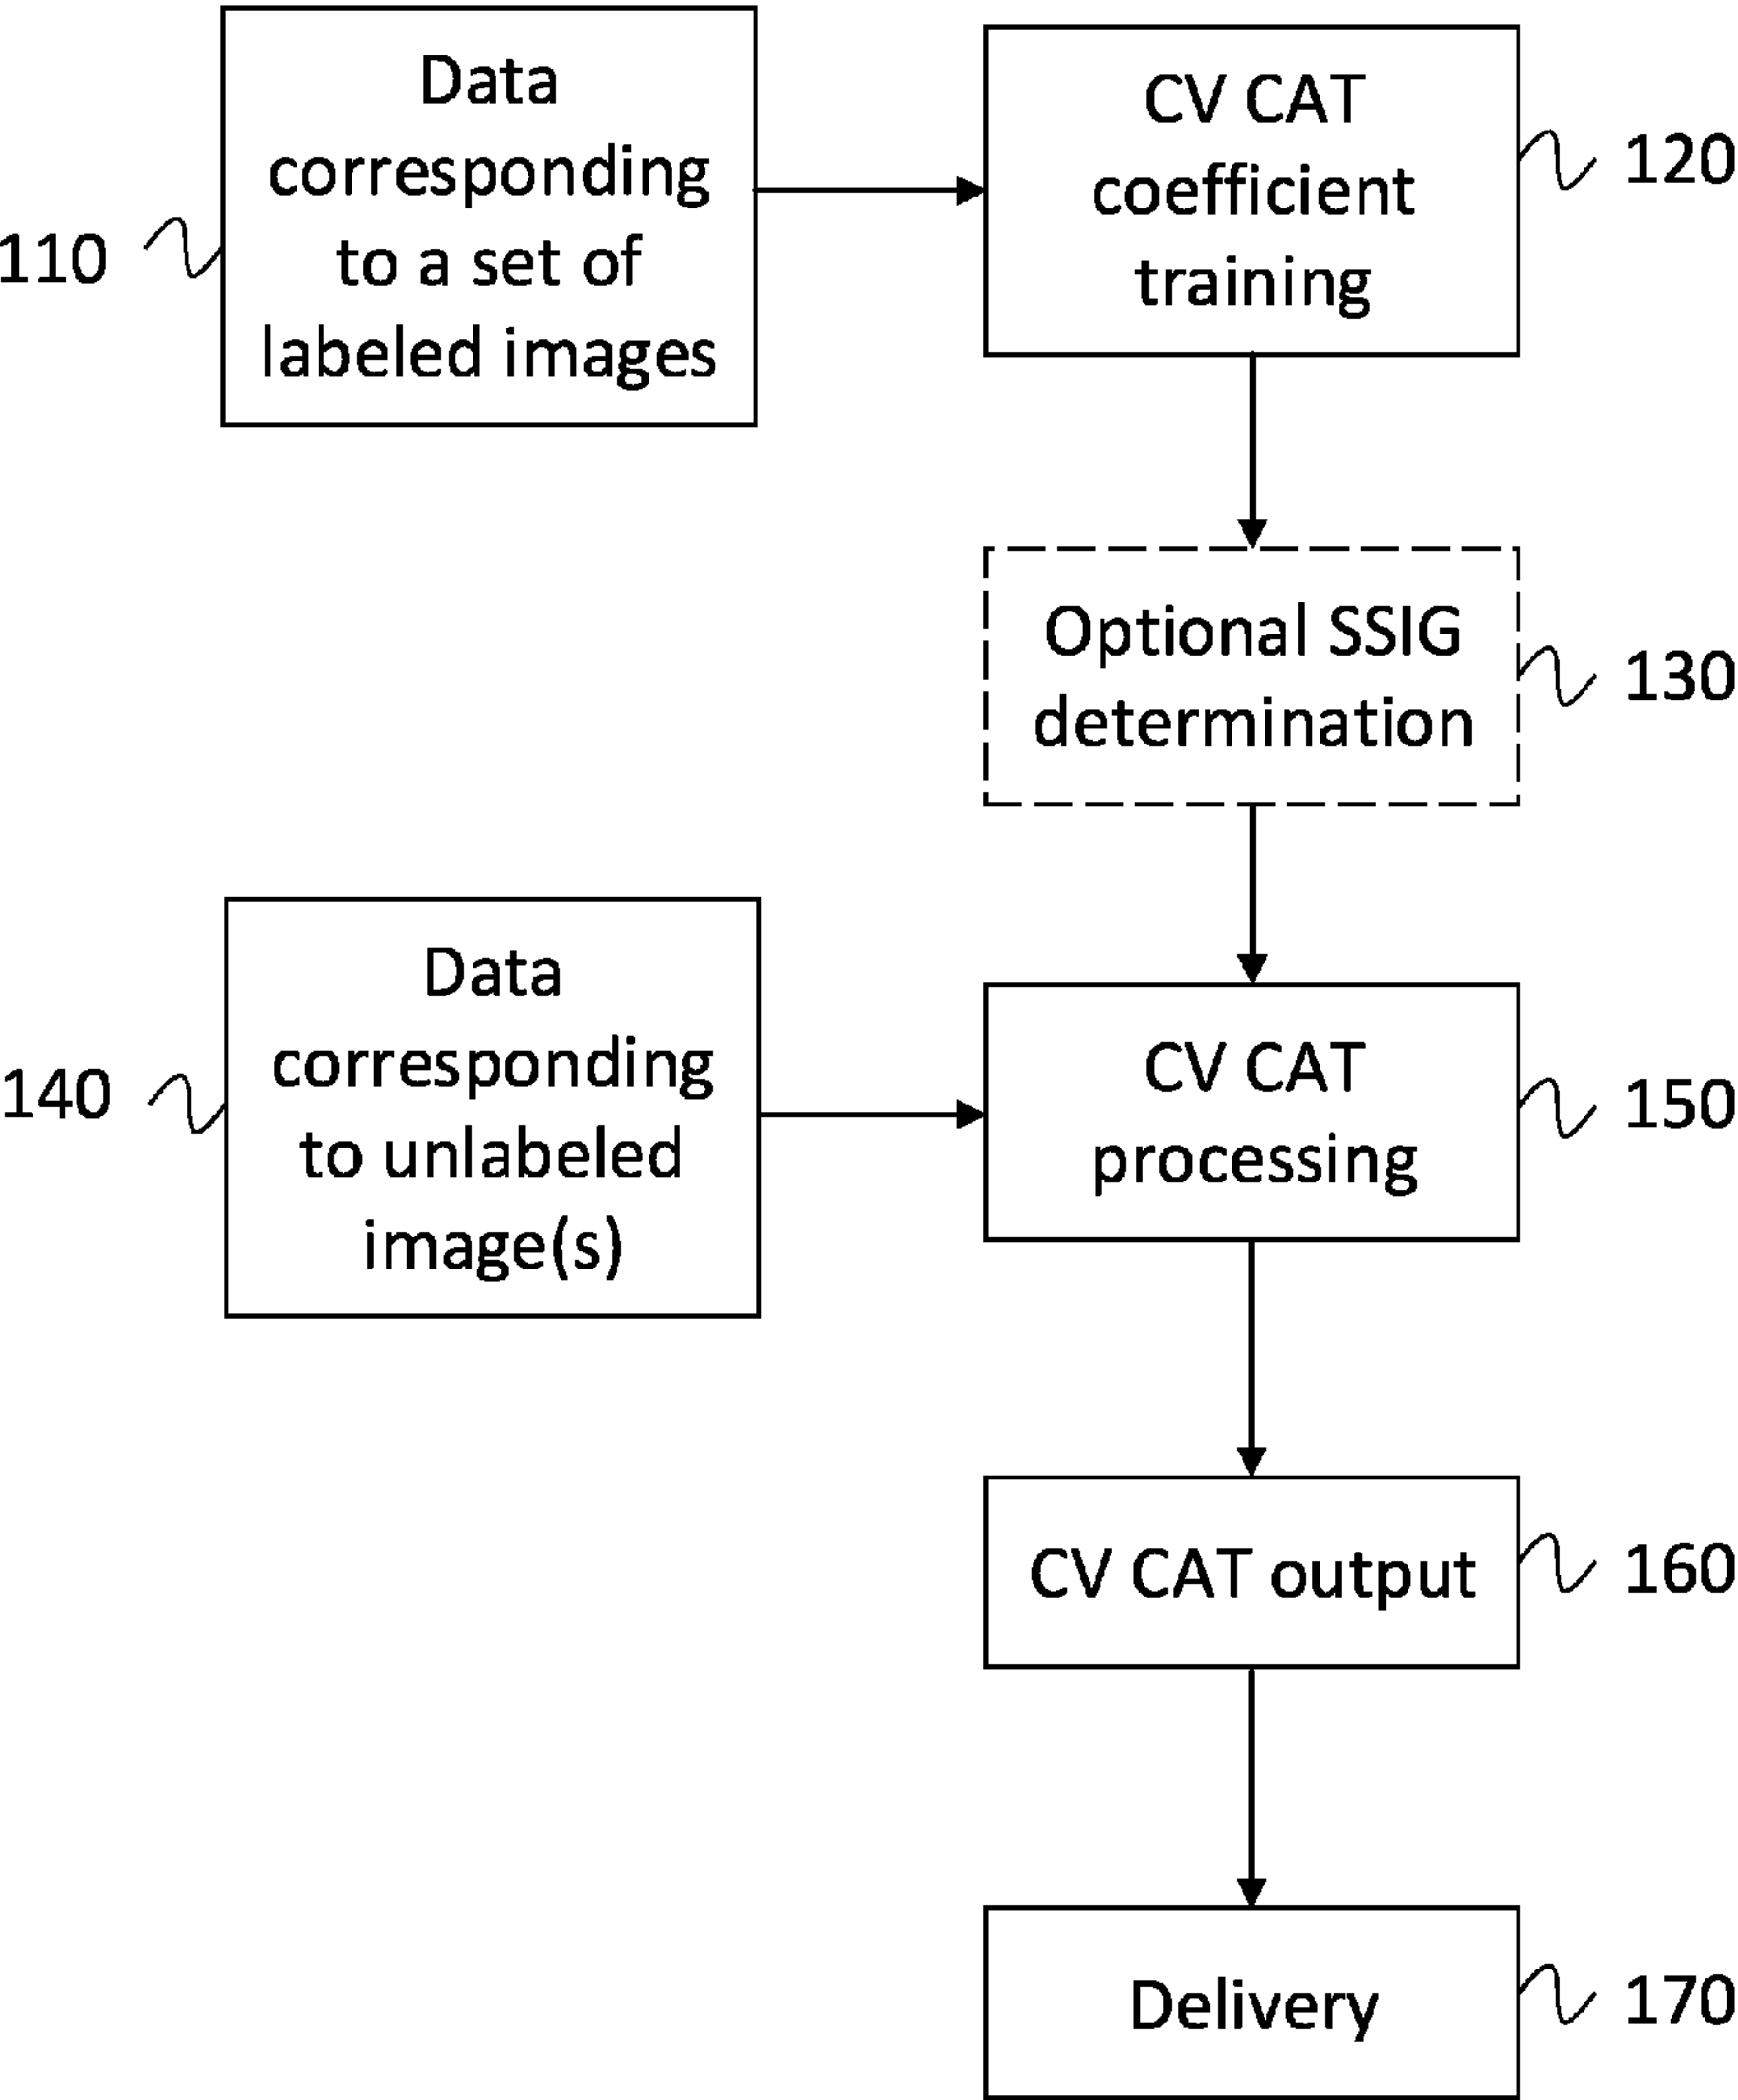 110
Data
corresponding
to a set of
labeled images
CV CAT
coefficient
training
120
Optional SSIG
determination
130
140
Data
corresponding
to unlabeled
image(s)
CV CAT
processing
150
CV CAT output
160
Delivery
170